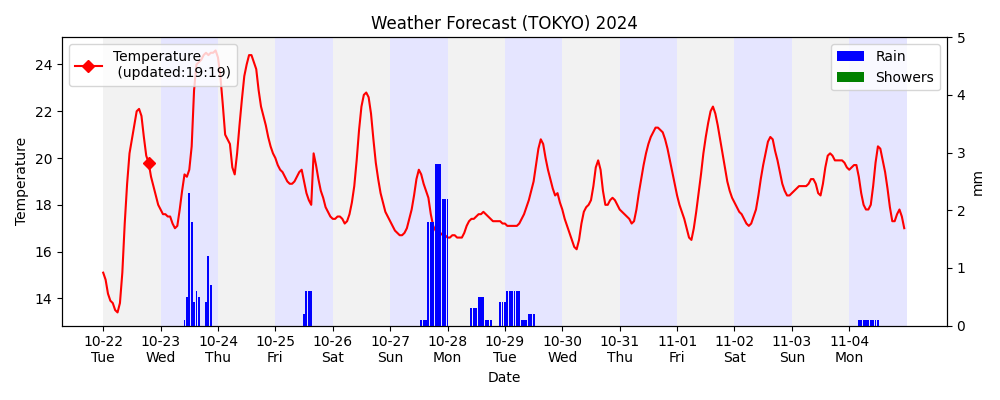 Weather Forecast (TOKYO) 2024
Temperature
(updated:19:19)
Rain
Showers
Temperature
24
22
20
18
16
14
5
4
3
2
1
0
mm
10-22 10-23 10-24 10-25 10-26 10-27 10-28 10-29 10-30 10-31 11-01 11-02 11-03 11-04
Tue Wed Thu Fri Sat Sun Mon Tue Wed Thu Fri Sat Sun Mon
Date